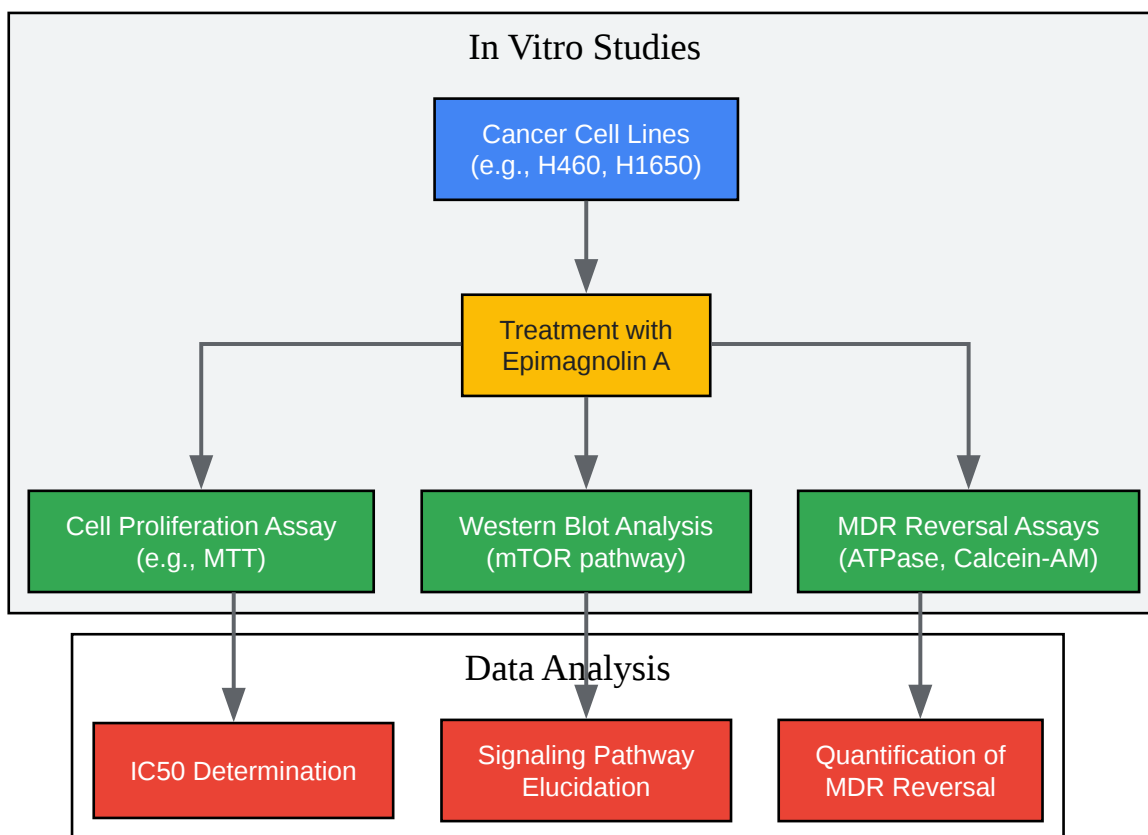 In Vitro Studies
Cancer Cell Lines
(e.g., H460, H1650)
Treatment with
Epimagnolin A
Cell Proliferation Assay
(e.g., MTT)
Western Blot Analysis
(mTOR pathway)
MDR Reversal Assays
(ATPase, Calcein-AM)
Data Analysis
IC50 Determination
Signaling Pathway
Elucidation
Quantification of
MDR Reversal